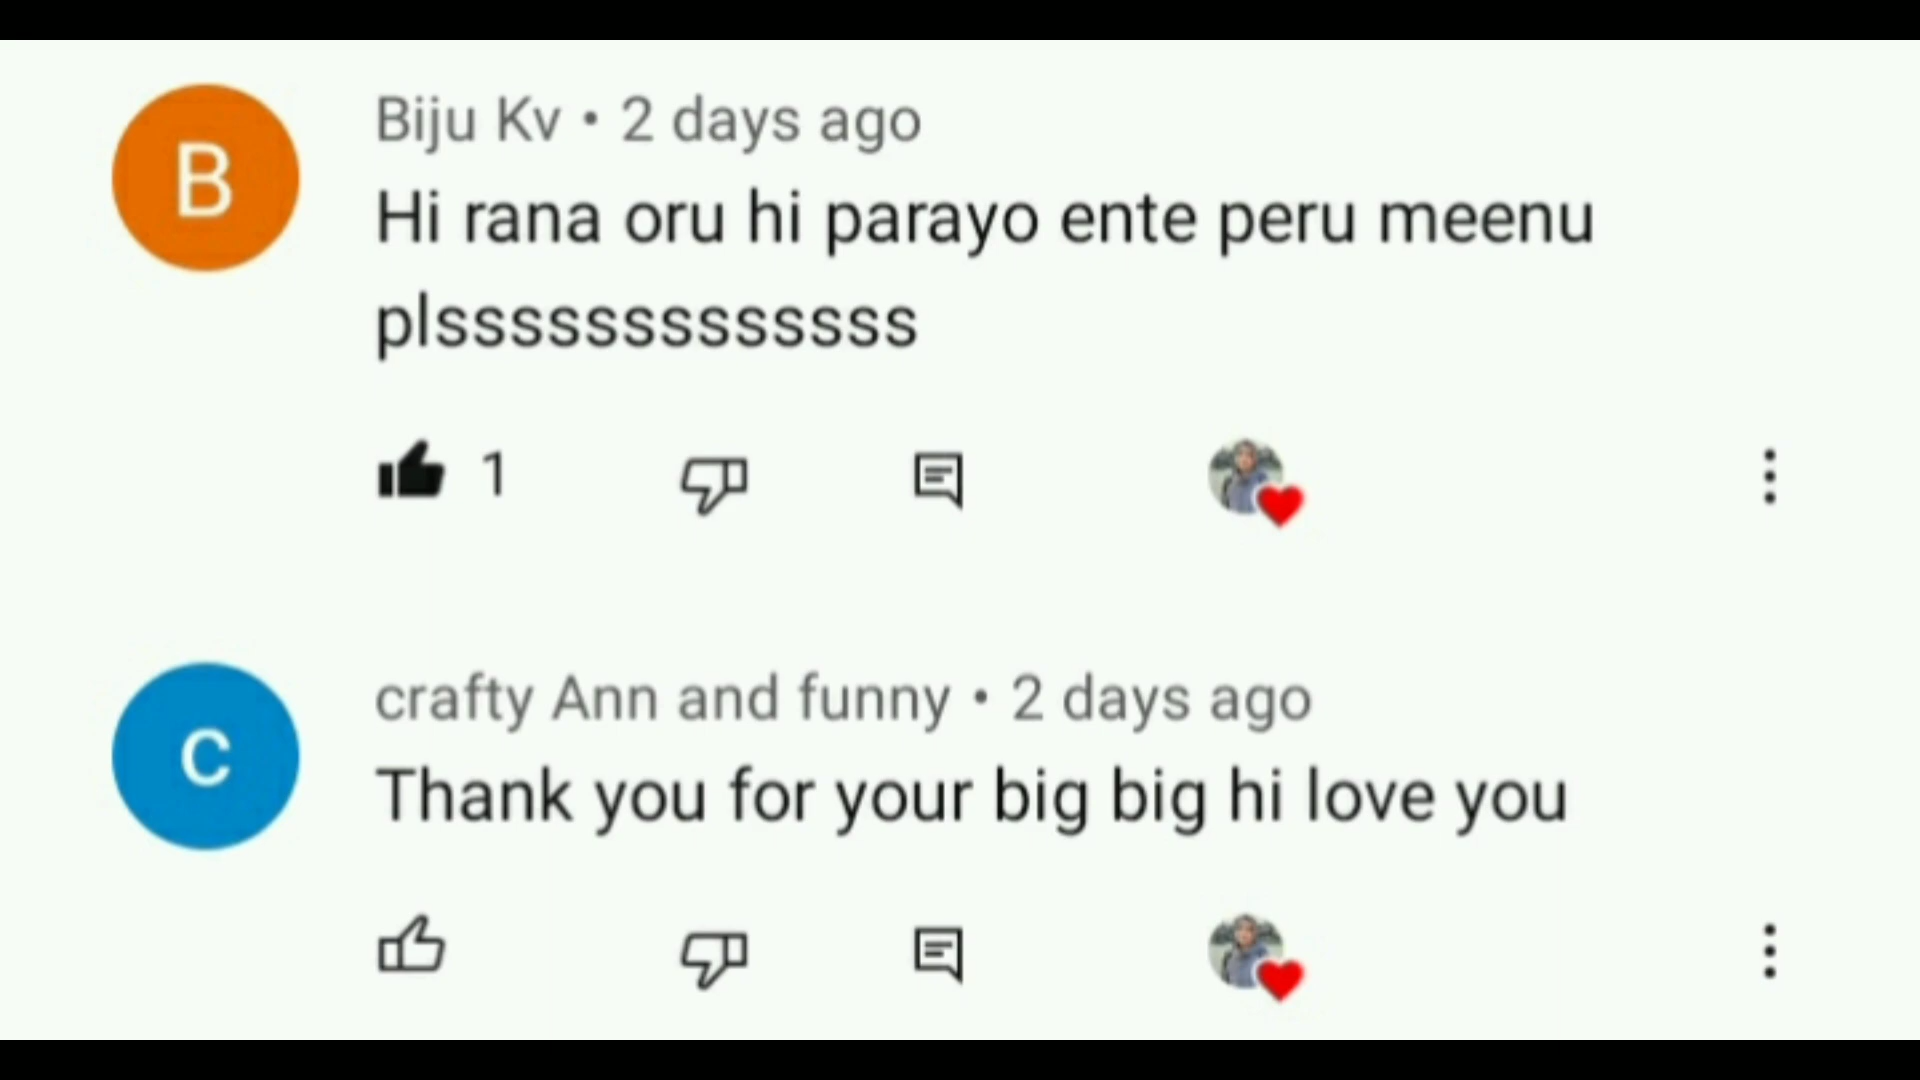 B
Biju Kv • 2 days ago
Hi rana oru hi parayo ente peru meenu
plsssssssssssss
1
c
crafty Ann and funny • 2 days ago
Thank you for your big big hi love you